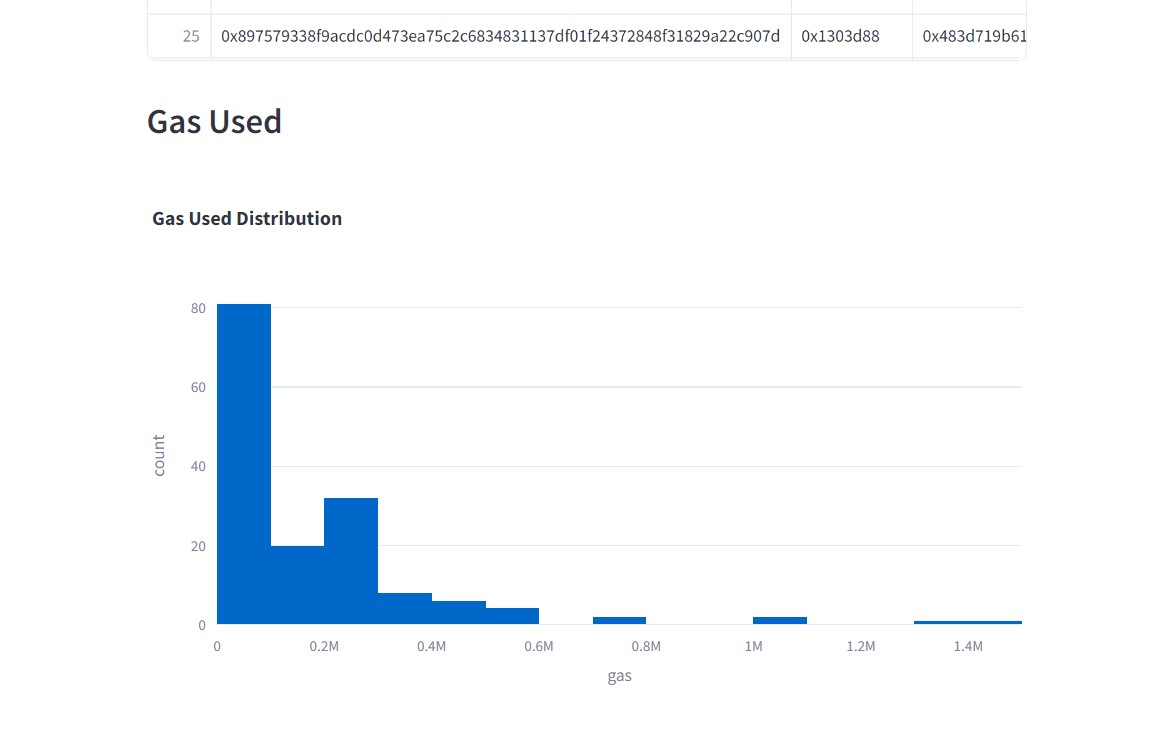 25 0x897579338f9acdc0d473ea75c2c6834831137df01f24372848f31829a22c907d 0x1303d88 0x483d719b61
Gas Used
Gas Used Distribution
80
60
40
20
0
count
0 0.2M 0.4M 0.6M 0.8M 1M 1.2M 1.4M
gas